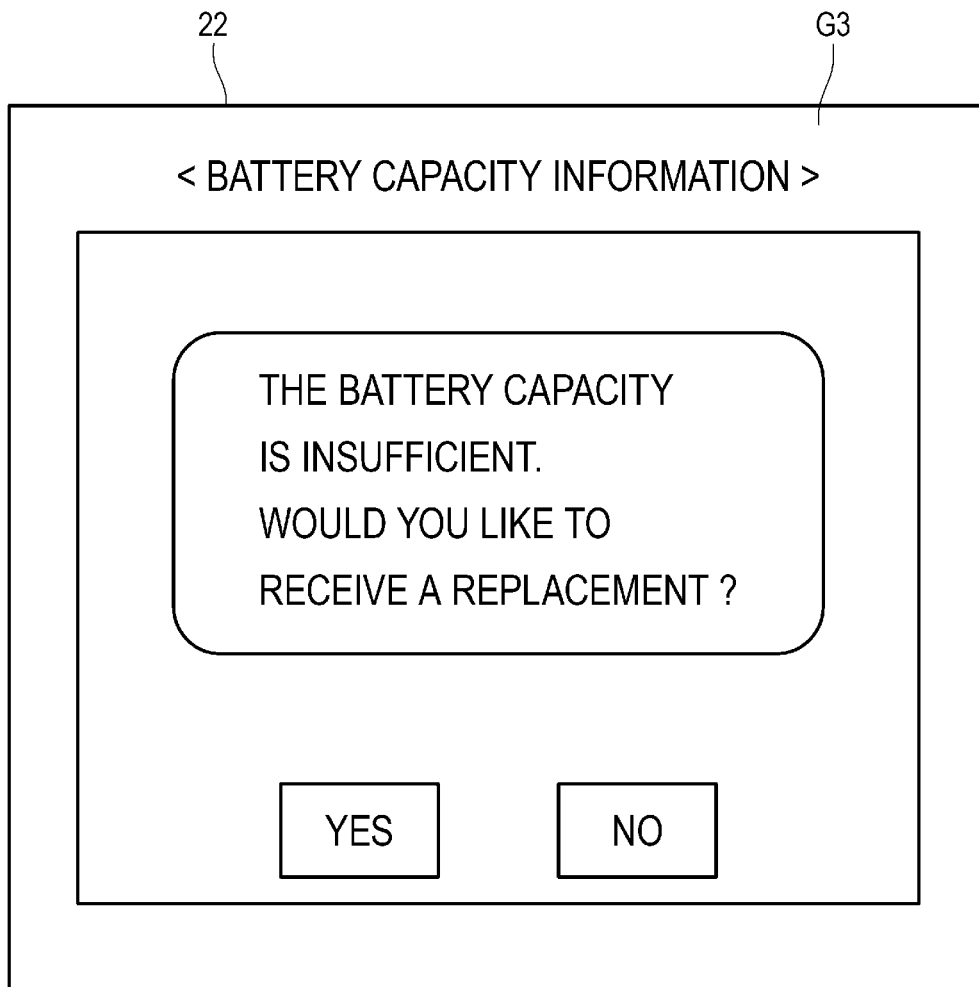 22
G3
< BATTERY CAPACITY INFORMATION >
THE BATTERY CAPACITY
IS INSUFFICIENT.
WOULD YOU LIKE TO
RECEIVE A REPLACEMENT ?
YES
NO